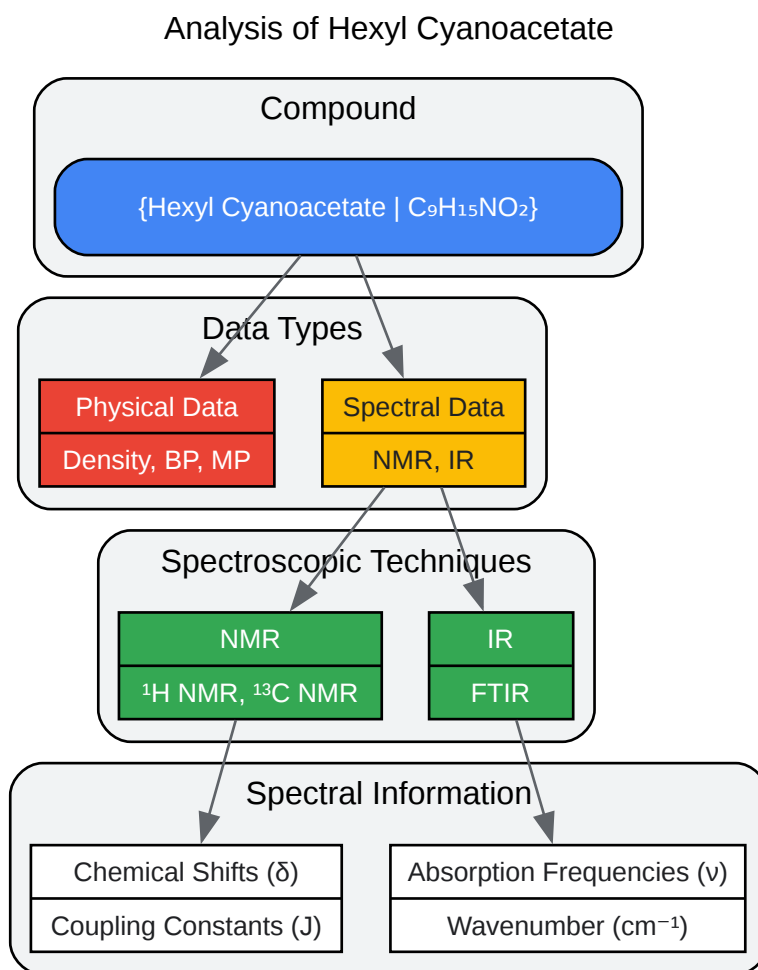 Analysis of Hexyl Cyanoacetate
Compound
{Hexyl Cyanoacetate | C₉H₁₅NO₂}
Data Types
Physical Data
Density, BP, MP
Spectral Data
NMR, IR
Spectroscopic Techniques
NMR
¹H NMR, ¹³C NMR
IR
FTIR
Spectral Information
Chemical Shifts (δ)
Coupling Constants (J)
Absorption Frequencies (ν)
Wavenumber (cm⁻¹)